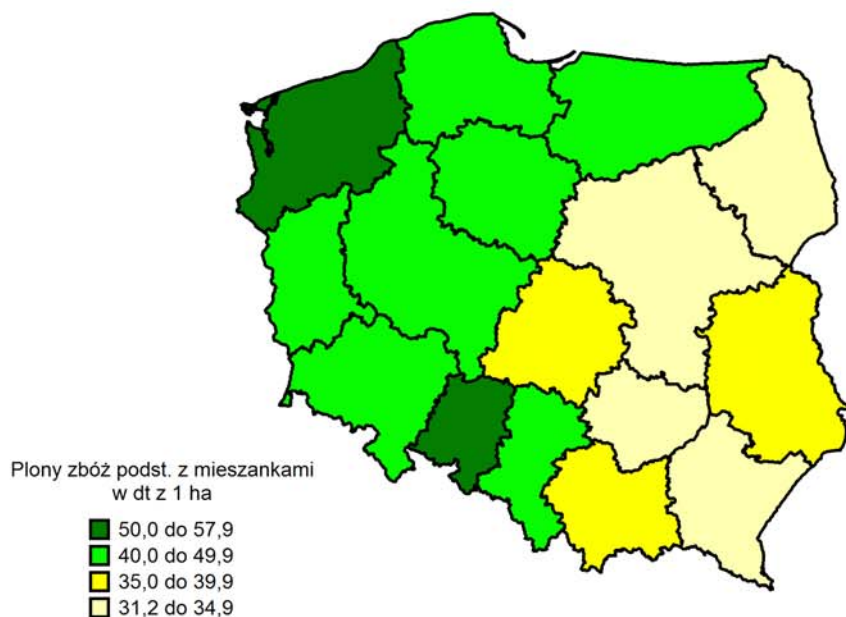 Plony zbóż podst. z mieszankami
w dt z 1 ha
50,0 do 57,9
40,0 do 49,9
35,0 do 39,9
31,2 do 34,9